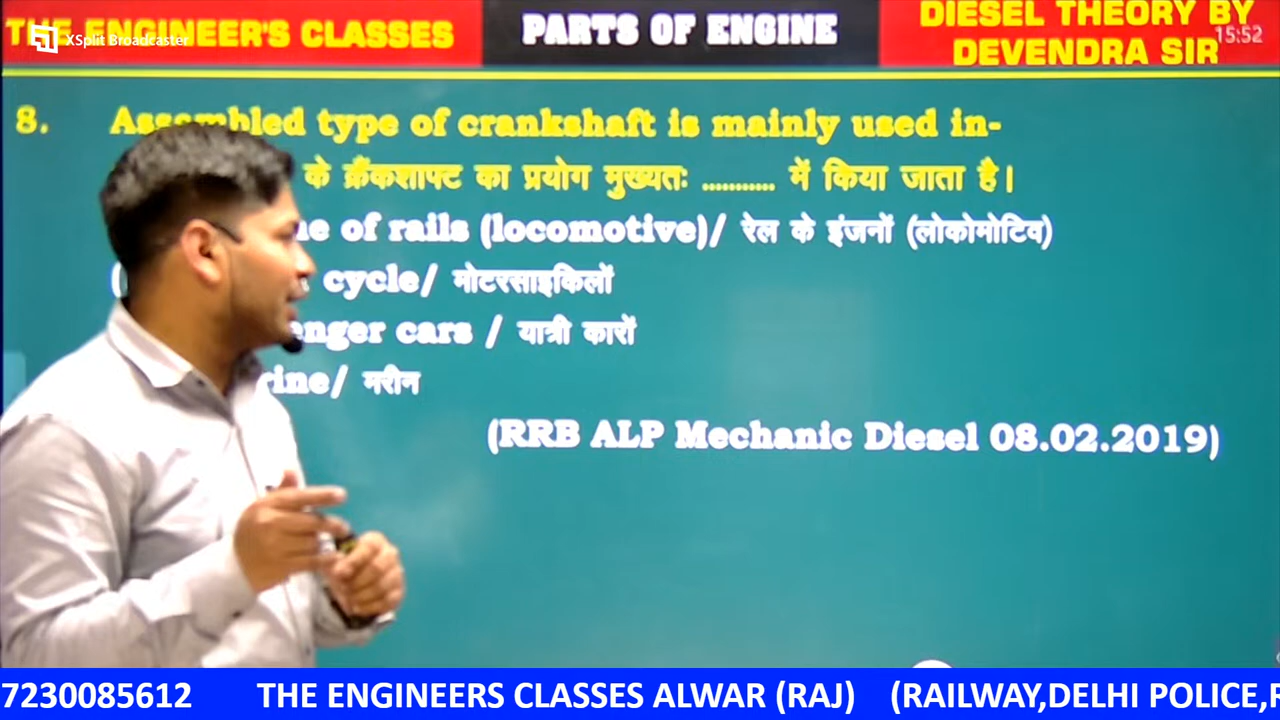 THE ENGINEER'S CLASSES
XSplit Broadcaster
PARTS OF ENGINE
DIESEL THEORY BY
DEVENDRA SIR
15:52
8. Assembled type of crankshaft is mainly used in-
के क्रैंकशाफ्ट का प्रयोग मुख्यतः ........... में किया जाता है।
of rails (locomotive)/ रेल के इंजनों (लोकोमोटिव)
cycle/ मोटरसाइकिलों
cars / यात्री कारों
मरीन
(RRB ALP Mechanic Diesel 08.02.2019)
7230085612 THE ENGINEERS CLASSES ALWAR (RAJ) (RAILWAY,DELHI POLICE,